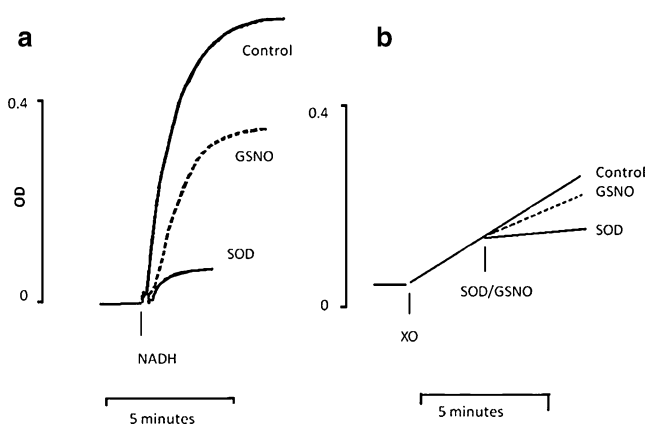 a
Control
0.4
GSNO
OD
SOD
0
NADH
5 minutes
b
0.4
Control
GSNO
SOD
SOD/GSNO
0
XO
5 minutes